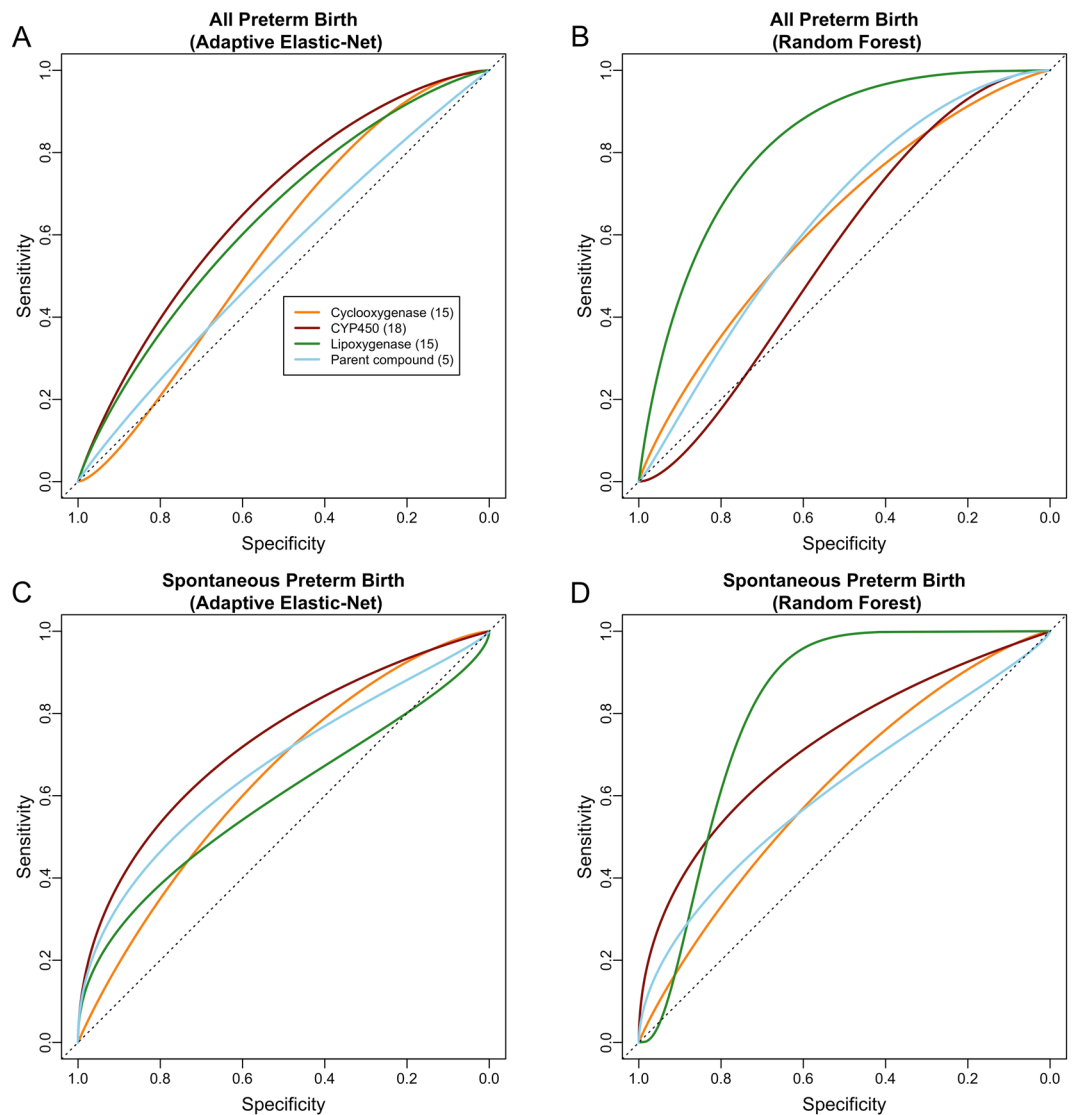 A
All Preterm Birth
(Adaptive Elastic-Net)
Sensitivity
1.0
0.8
0.6
0.4
0.2
0.0
Cyclooxygenase (15)
CYP450 (18)
Lipoxygenase (15)
Parent compound (5)
1.0 0.8 0.6 0.4 0.2 0.0
Specificity
B
All Preterm Birth
(Random Forest)
Sensitivity
1.0
0.8
0.6
0.4
0.2
0.0
1.0 0.8 0.6 0.4 0.2 0.0
Specificity
C
Spontaneous Preterm Birth
(Adaptive Elastic-Net)
Sensitivity
1.0
0.8
0.6
0.4
0.2
0.0
1.0 0.8 0.6 0.4 0.2 0.0
Specificity
D
Spontaneous Preterm Birth
(Random Forest)
Sensitivity
1.0
0.8
0.6
0.4
0.2
0.0
1.0 0.8 0.6 0.4 0.2 0.0
Specificity